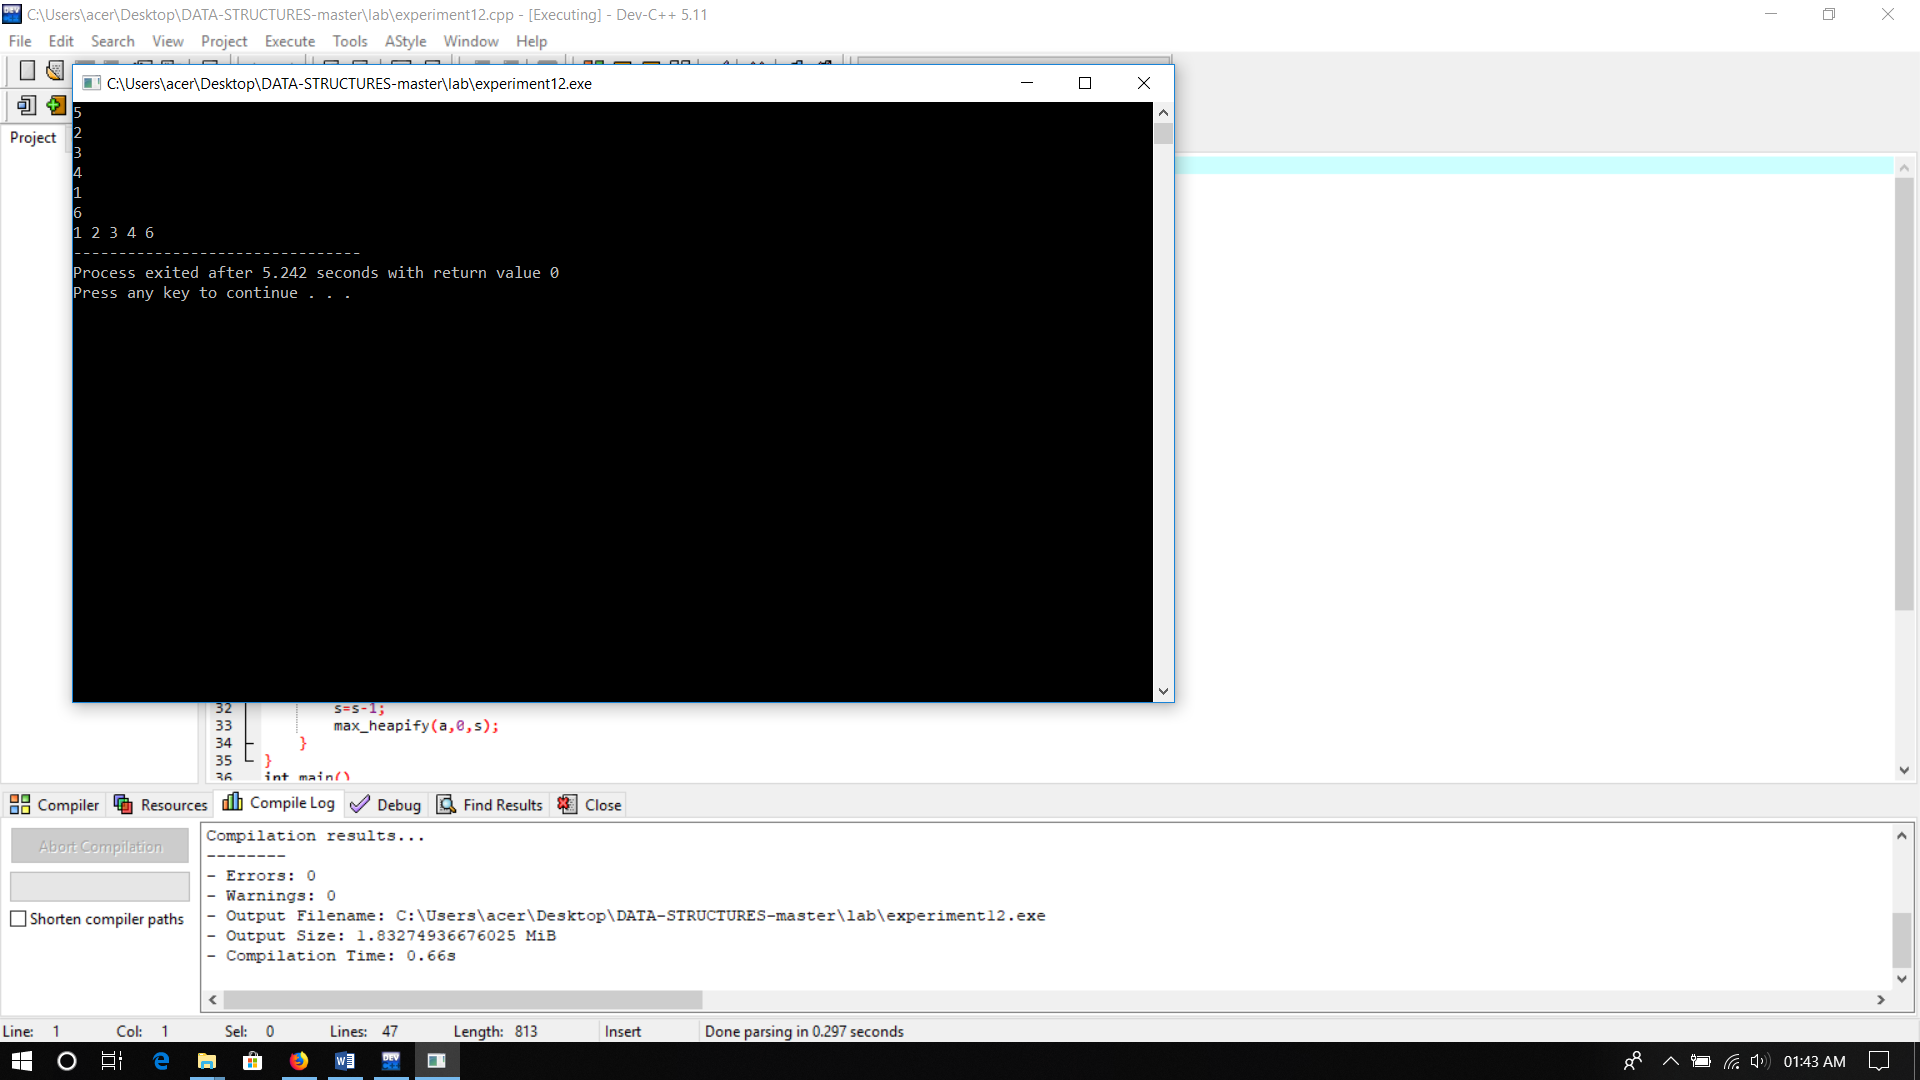 C:\Users\acer\Desktop\DATA-STRUCTURES-master\lab\experiment12.cpp - [Executing] - Dev-C++ 5.11
File Edit Search View Project Execute Tools AStyle Window Help
C:\Users\acer\Desktop\DATA-STRUCTURES-master\lab\experiment12.exe
Project
5
2
3
4
1
6
1 2 3 4 6
--------------------------------
Process exited after 5.242 seconds with return value 0
Press any key to continue . . .
32 s=s-1;
33 max_heapify(a,0,s);
34 }
35 }
36 int main()
Compiler Resources Compile Log Debug Find Results Close
Abort Compilation
Shorten compiler paths
Compilation results...
--------
- Errors: 0
- Warnings: 0
- Output Filename: C:\Users\acer\Desktop\DATA-STRUCTURES-master\lab\experiment12.exe
- Output Size: 1.83274936676025 MiB
- Compilation Time: 0.66s
Line: 1 Col: 1 Sel: 0 Lines: 47 Length: 813 Insert Done parsing in 0.297 seconds
01:43 AM